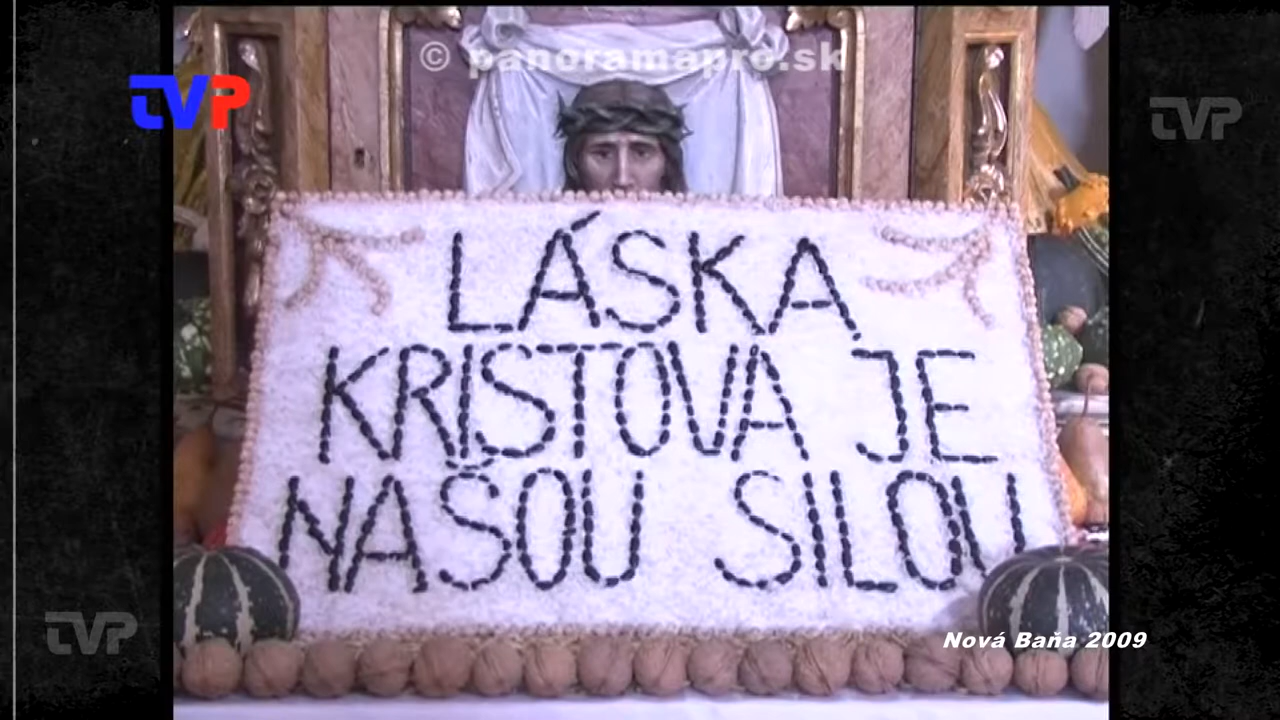 © panoramapro.sk
TVP
TVP
LÁSKA
KRISTOVA JE
NAŠOU SILOU
TVP
Nová Baňa 2009